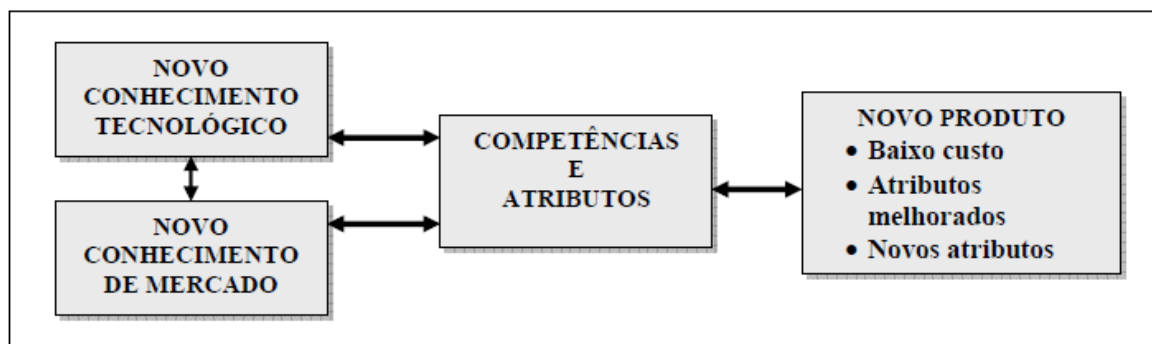 NOVO
CONHECIMENTO
TECNOLÓGICO
NOVO
CONHECIMENTO
DE MERCADO
COMPETÊNCIAS
E
ATRIBUTOS
NOVO PRODUTO
• Baixo custo
• Atributos
melhorados
• Novos atributos